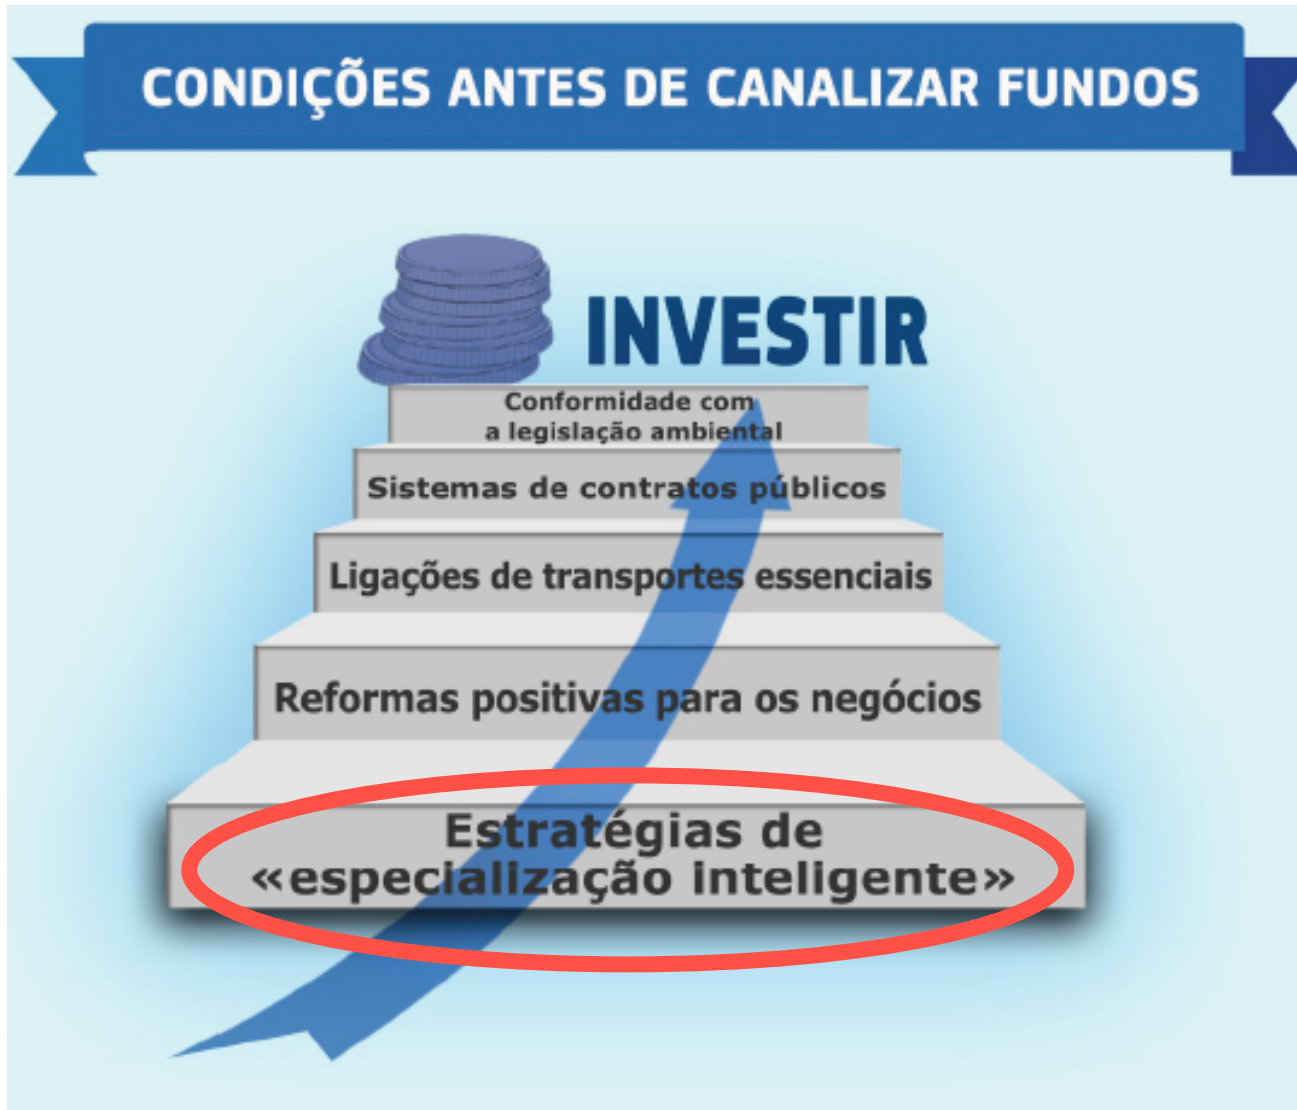 CONDIÇÕES ANTES DE CANALIZAR FUNDOS
INVESTIR
Conformidade com
a legislação ambiental
Sistemas de contratos públicos
Ligações de transportes essenciais
Reformas positivas para os negócios
Estratégias de
«especialização inteligente»